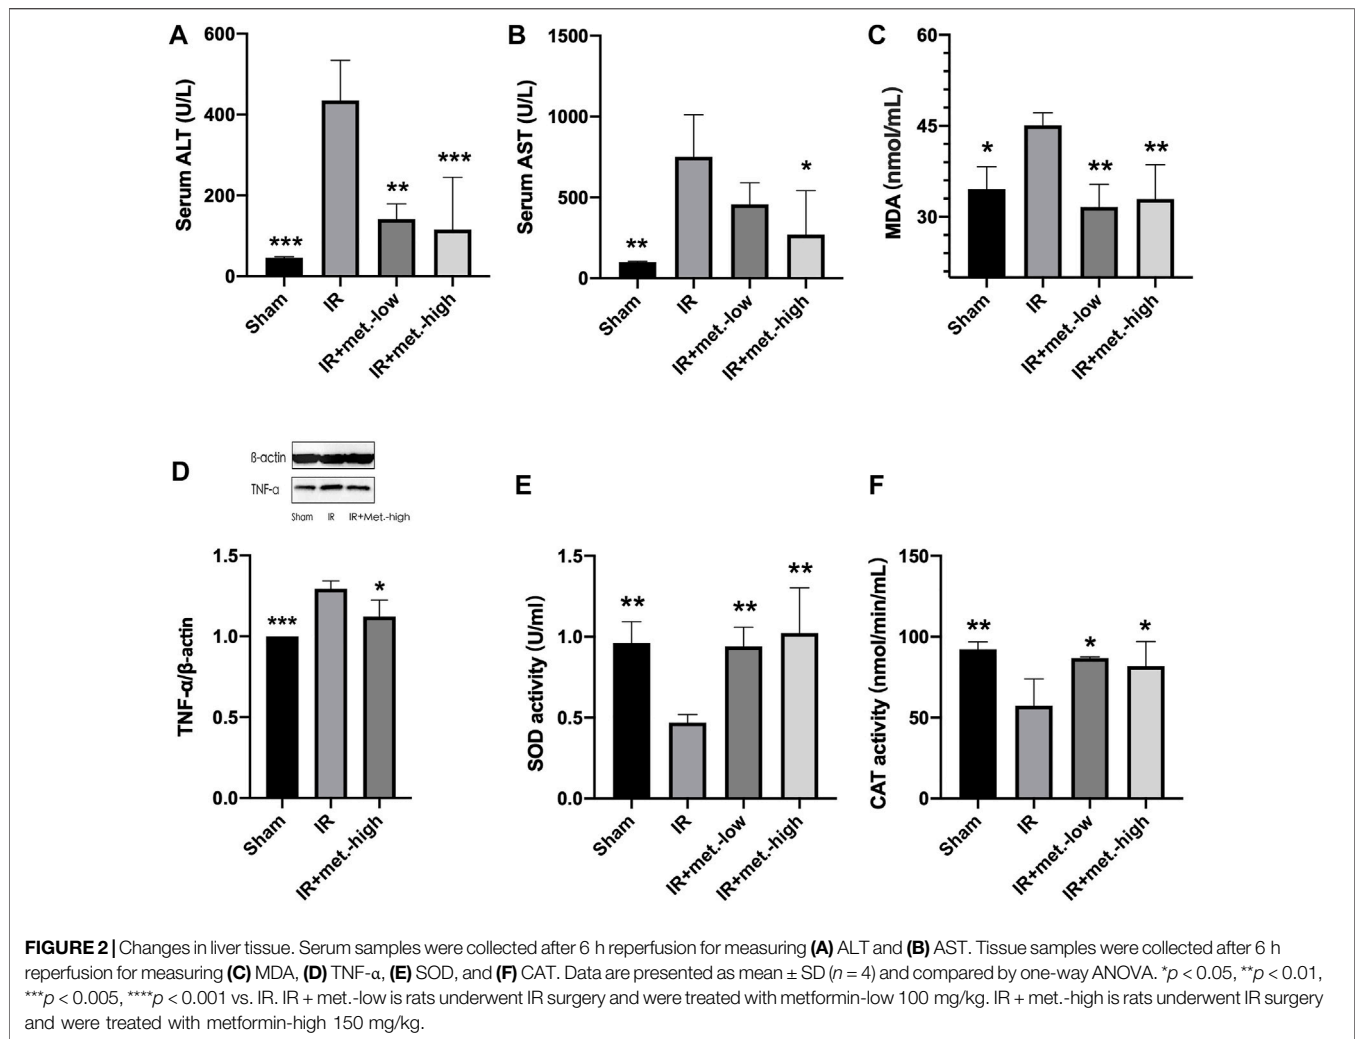 A
Serum ALT (U/L)
600
400
200
0
***
**
***
Sham
IR
IR+met.-low
IR+met.-high
B
Serum AST (U/L)
1500
1000
500
0
**
*
Sham
IR
IR+met.-low
IR+met.-high
C
MDA (nmol/mL)
60
45
30
*
**
**
Sham
IR
IR+met.-low
IR+met.-high
D
ß-actin
TNF-α
Sham IR IR+Met.-high
TNF-α/β-actin
1.5
1.0
0.5
0.0
***
*
Sham
IR
IR+met.-high
E
SOD activity (U/ml)
1.5
1.0
0.5
0.0
**
**
**
Sham
IR
IR+met.-low
IR+met.-high
F
CAT activity (nmol/min/mL)
150
100
50
0
**
*
*
Sham
IR
IR+met.-low
IR+met.-high
FIGURE 2 | Changes in liver tissue. Serum samples were collected after 6 h reperfusion for measuring (A) ALT and (B) AST. Tissue samples were collected after 6 h
reperfusion for measuring (C) MDA, (D) TNF-α, (E) SOD, and (F) CAT. Data are presented as mean ± SD (n = 4) and compared by one-way ANOVA. *p < 0.05, **p < 0.01,
***p < 0.005, ****p < 0.001 vs. IR. IR + met.-low is rats underwent IR surgery and were treated with metformin-low 100 mg/kg. IR + met.-high is rats underwent IR surgery
and were treated with metformin-high 150 mg/kg.